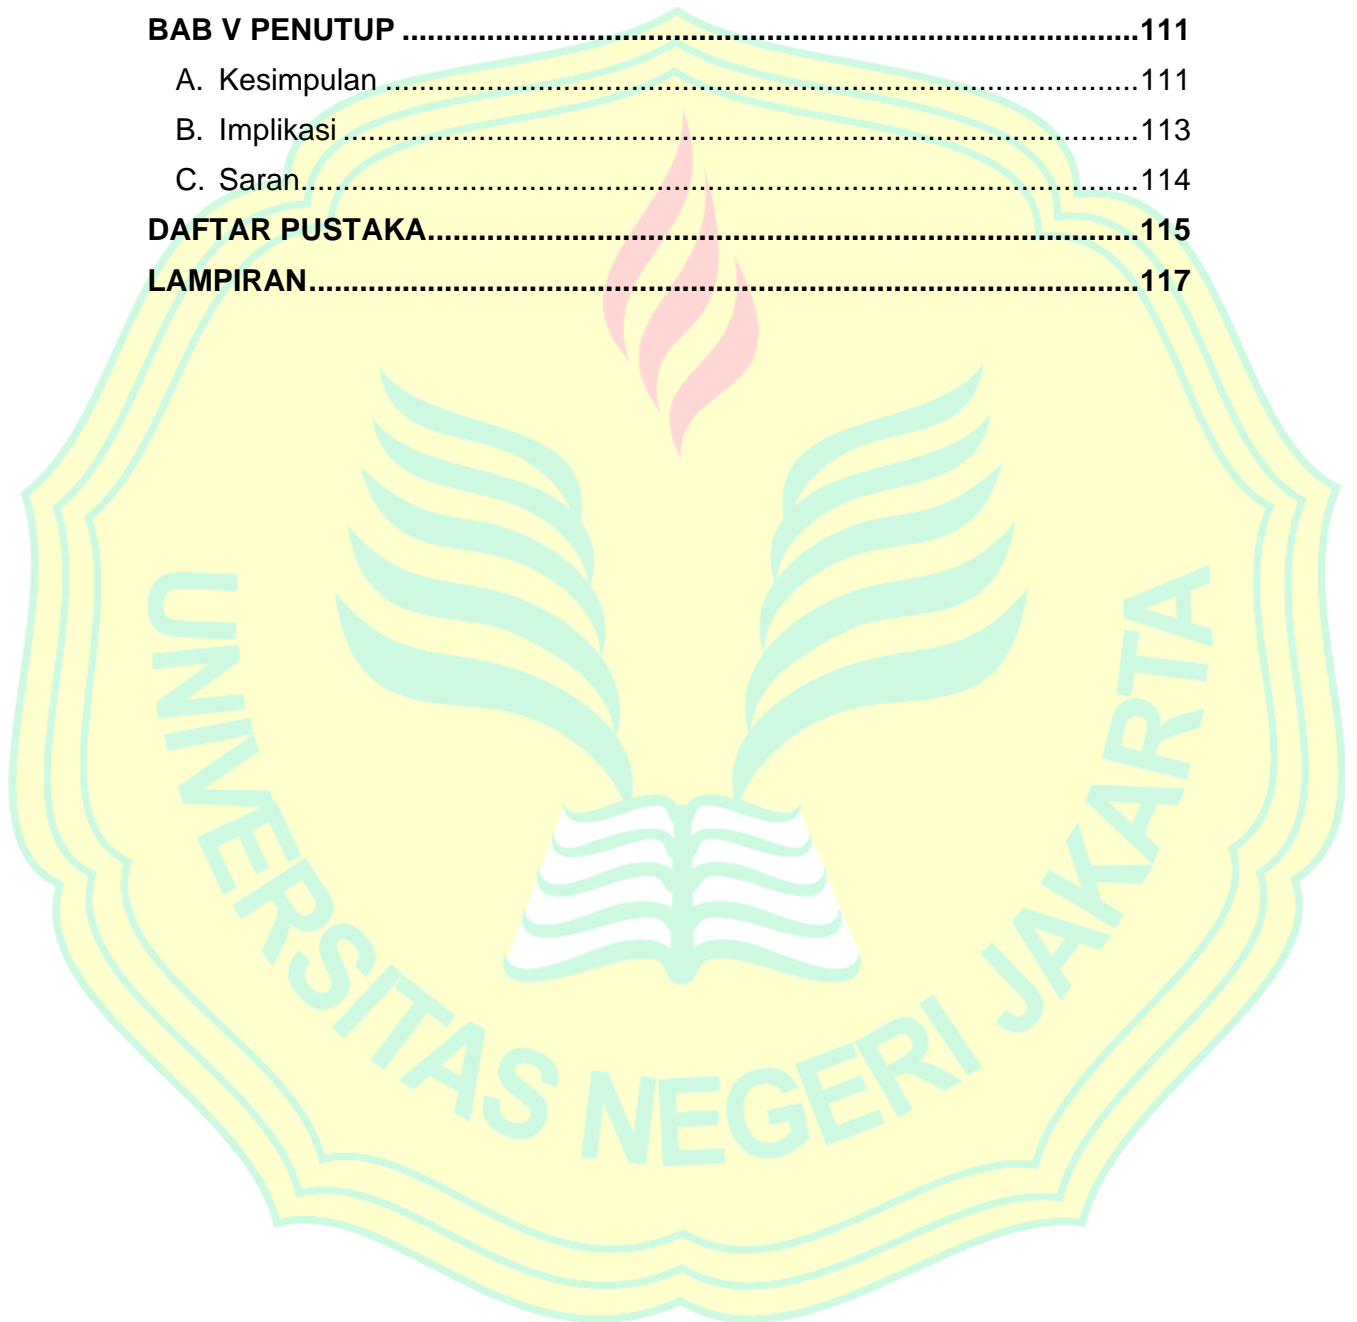 BAB V PENUTUP ........................................................................................111
A. Kesimpulan ..........................................................................................111
B. Implikasi ...............................................................................................113
C. Saran....................................................................................................114
DAFTAR PUSTAKA.....................................................................................115
LAMPIRAN...................................................................................................117
UNIVERSITAS NEGERI JAKARTA